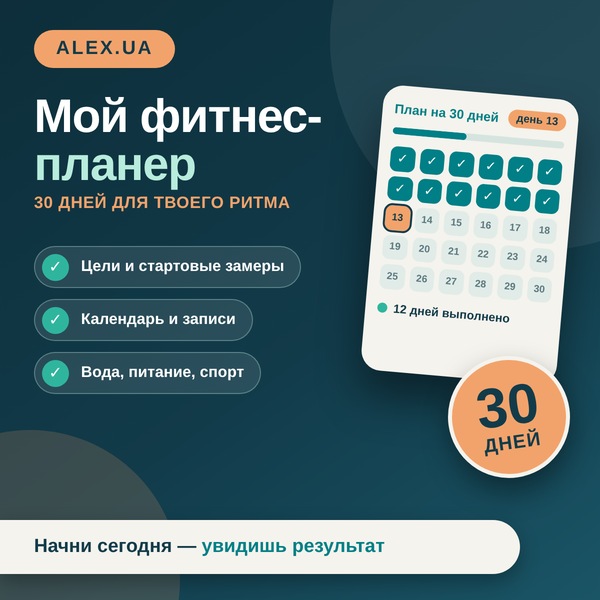 ALEX.UA
Мой фитнес-
планер
30 ДНЕЙ ДЛЯ ТВОЕГО РИТМА
✓ Цели и стартовые замеры
✓ Календарь и записи
✓ Вода, питание, спорт
План на 30 дней день 13
✓ ✓ ✓ ✓ ✓ ✓
✓ ✓ ✓ ✓ ✓ ✓
13 14 15 16 17 18
19 20 21 22 23 24
25 26 27 28 29 30
12 дней выполнено
30
ДНЕЙ
Начни сегодня — увидишь результат